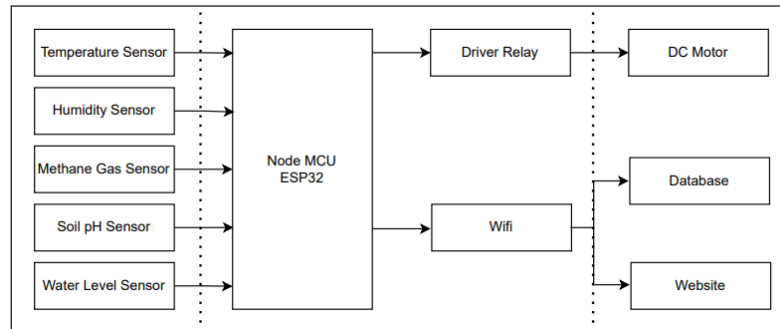 Temperature Sensor
Humidity Sensor
Methane Gas Sensor
Soil pH Sensor
Water Level Sensor
Node MCU
ESP32
Driver Relay
Wifi
DC Motor
Database
Website